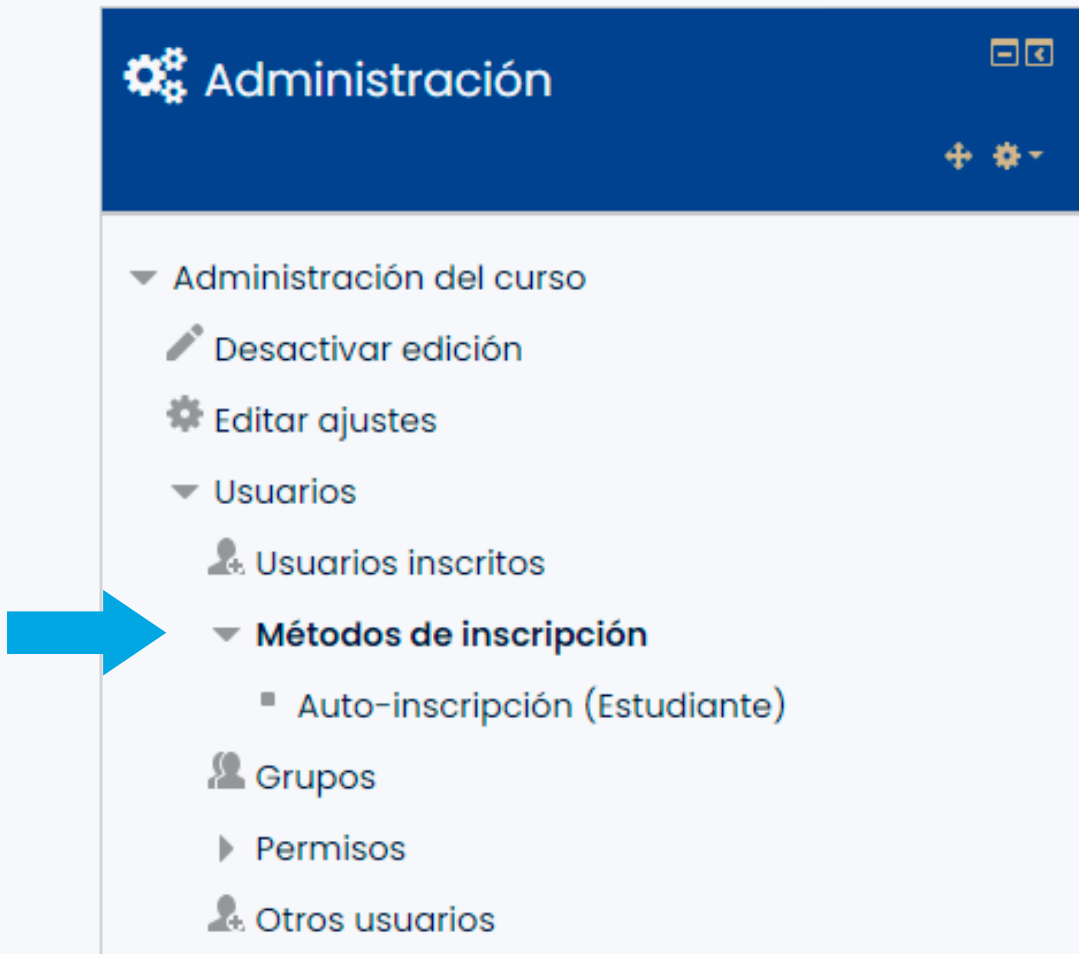 Administración
Administración del curso
Desactivar edición
Editar ajustes
Usuarios
Usuarios inscritos
Métodos de inscripción
Auto-inscripción (Estudiante)
Grupos
Permisos
Otros usuarios